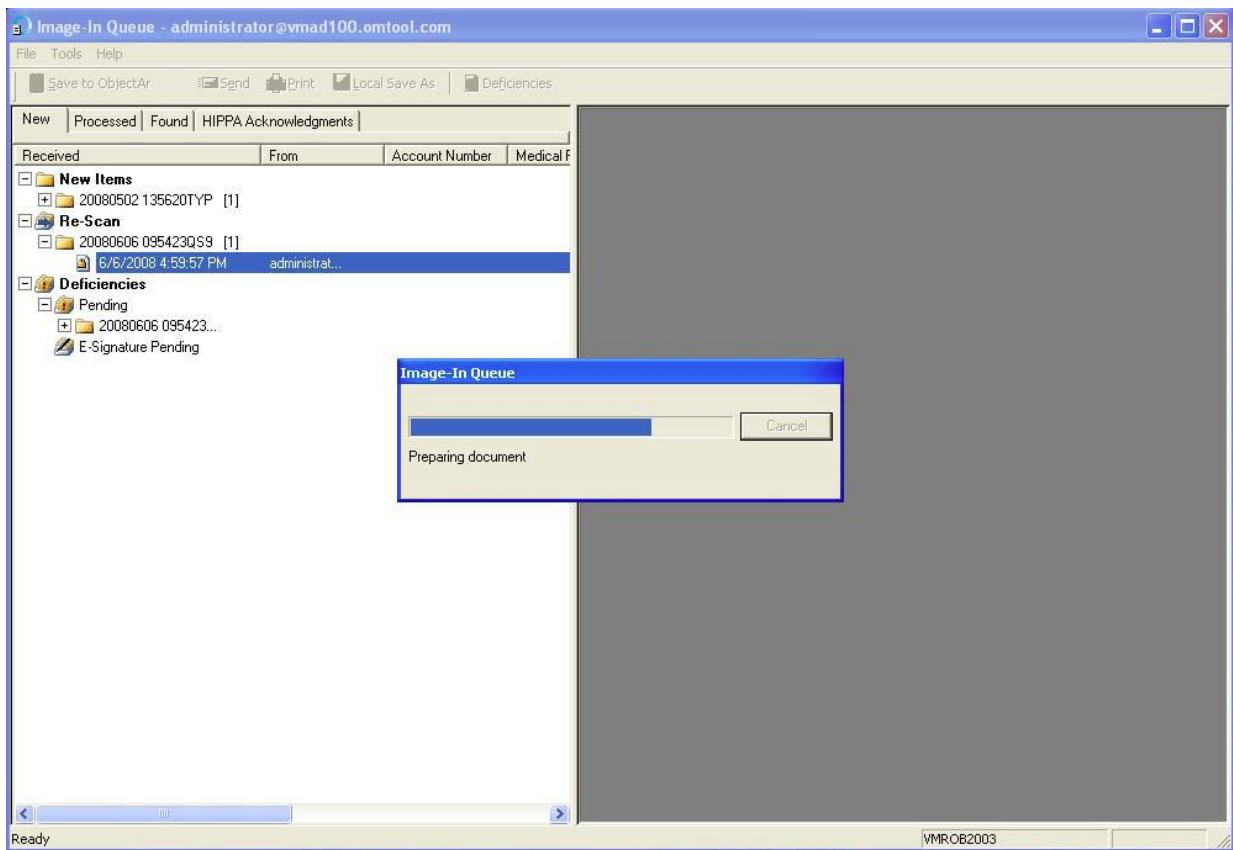 Image-In Queue - administrator@vmad100.omtool.com
File Tools Help
Save to ObjectAr Send Print Local Save As Deficiencies
New Processed Found HIPPA Acknowledgments
Received From Account Number Medical F
New Items
20080502 135620TYP [1]
Re-Scan
20080606 095423QS9 [1]
6/6/2008 4:59:57 PM administrat...
Deficiencies
Pending
20080606 095423...
E-Signature Pending
Image-In Queue
Cancel
Preparing document
Ready VMROB2003